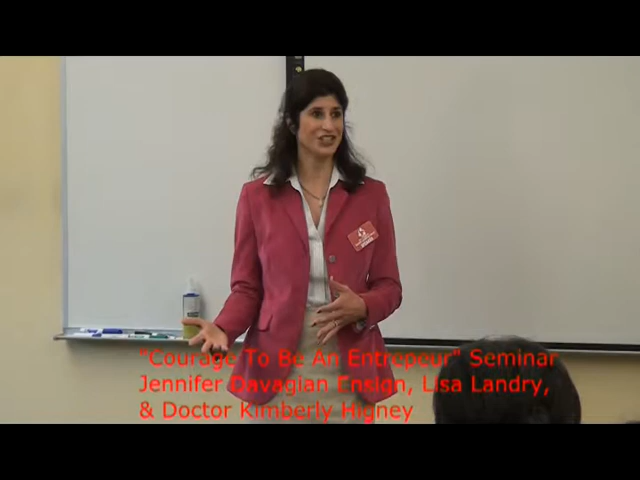 "Courage To Be An Entrepeur" Seminar
Jennifer Davagian Ensign, Lisa Landry,
& Doctor Kimberly Higney